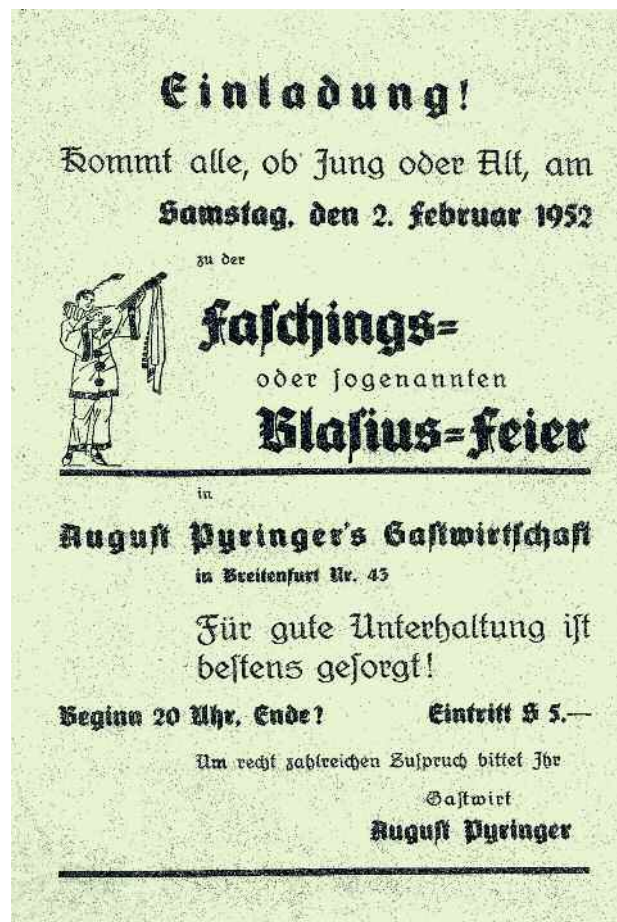 Einladung!
Kommt alle, ob Jung oder Alt, am
Samstag, den 2. Februar 1952
zu der
Faschings=
oder sogenannten
Blasius=Feier
in
August Pyringer's Gastwirtschaft
in Breitenfurt Nr. 43
Für gute Unterhaltung ist
bestens gesorgt!
Beginn 20 Uhr, Ende? Eintritt S 5.—
Um recht zahlreichen Zuspruch bittet Ihr
Gastwirt
August Pyringer